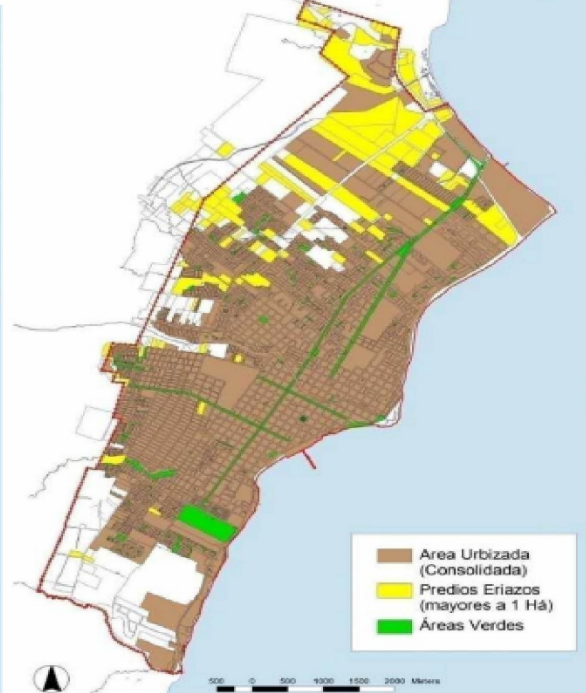 Area Urbizada
(Consolidada)
Predios Eriazos
(mayores a 1 Há)
Áreas Verdes
500 0 500 1000 1500 2000 Meters